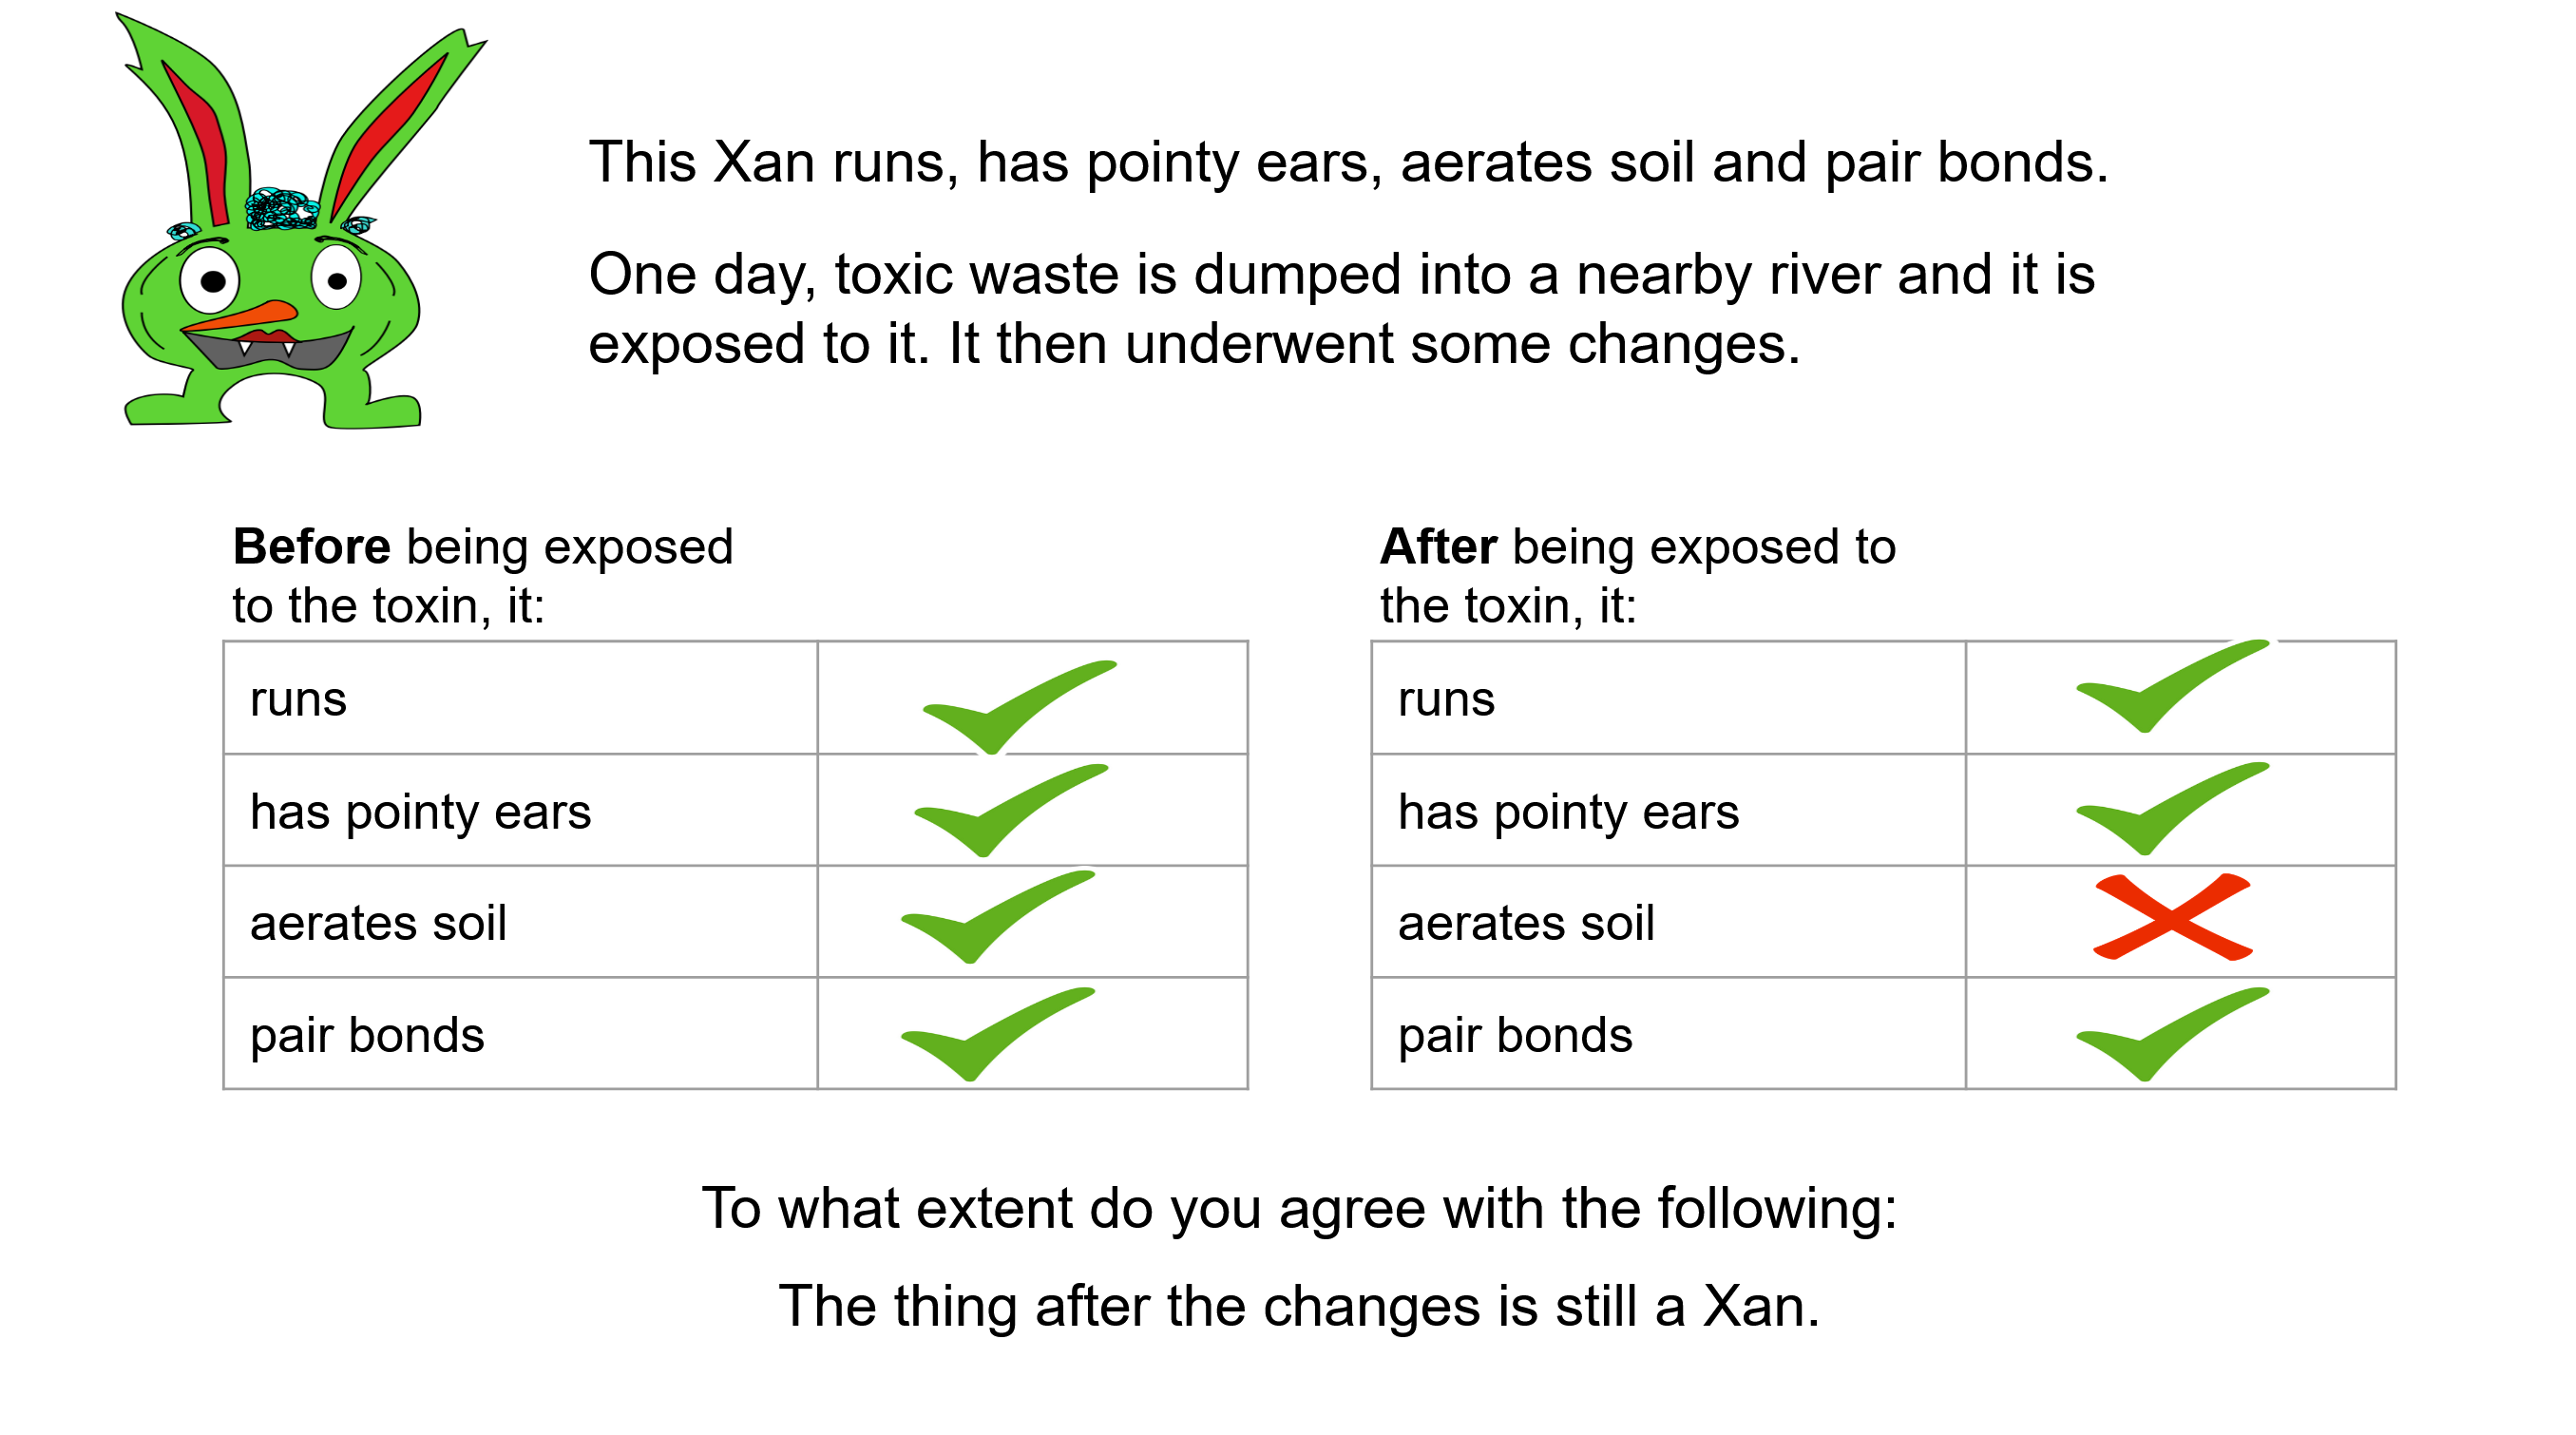 This Xan runs, has pointy ears, aerates soil and pair bonds.
One day, toxic waste is dumped into a nearby river and it is
exposed to it. It then underwent some changes.
Before being exposed
to the toxin, it:
runs
has pointy ears
aerates soil
pair bonds
After being exposed to
the toxin, it:
runs
has pointy ears
aerates soil
pair bonds
To what extent do you agree with the following:
The thing after the changes is still a Xan.